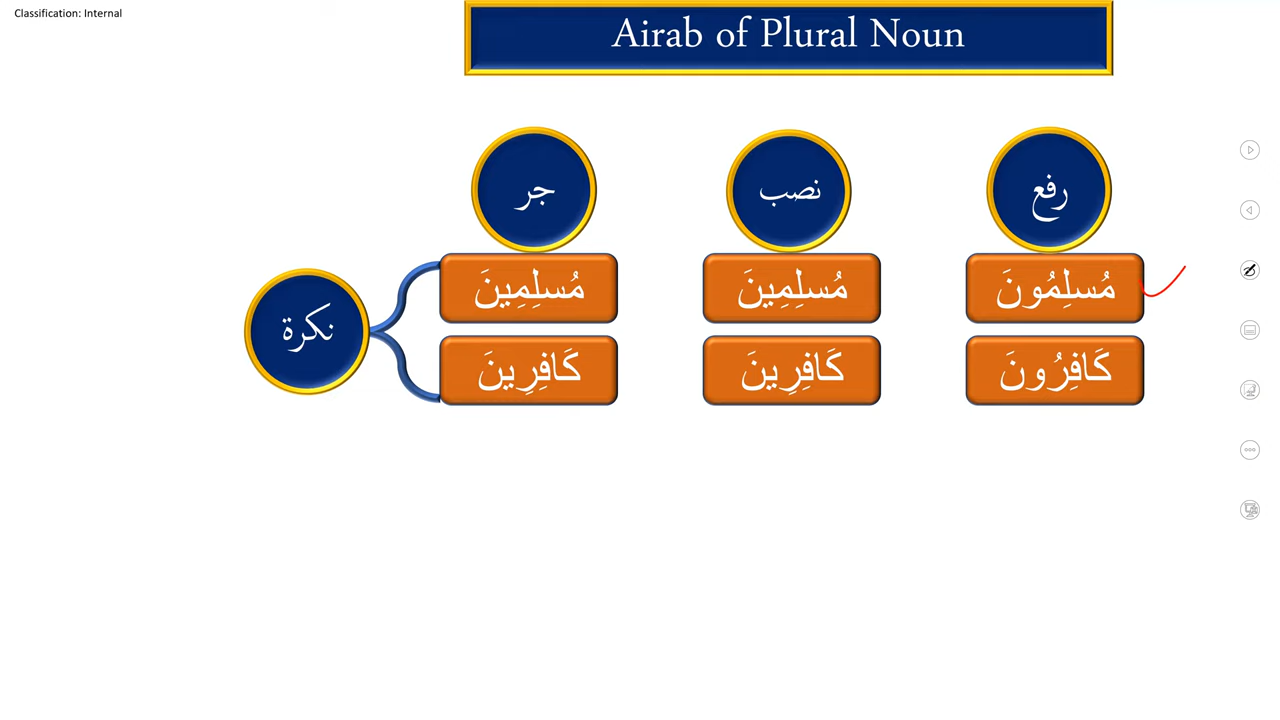 Classification: Internal
Airab of Plural Noun
رفع نصب جر
مُسلِمُونَ مُسلِمِينَ مُسلِمِينَ
نكرة
كَافِرُونَ كَافِرِينَ كَافِرِينَ